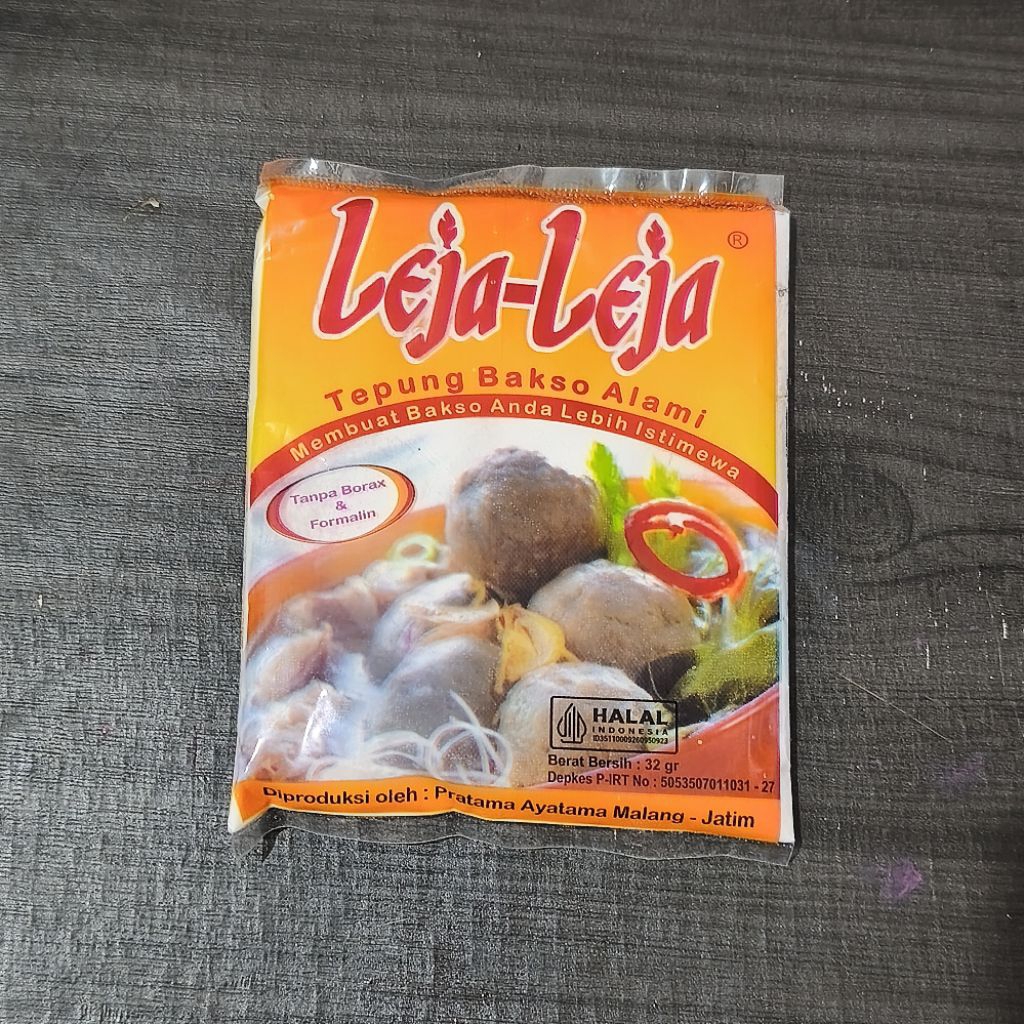 Leja-Leja ®
Tepung Bakso Alami
Membuat Bakso Anda Lebih Istimewa
Tanpa Borax
&
Formalin
HALAL
INDONESIA
ID35110009260950923
Berat Bersih : 32 gr
Depkes P-IRT No : 5053507011031 - 27
Diproduksi oleh : Pratama Ayatama Malang - Jatim